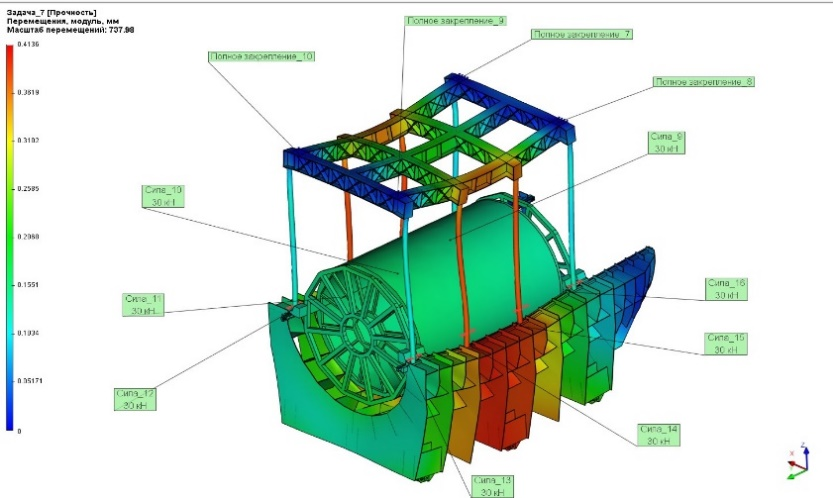 Задача_7 [Прочность]
Перемещения, модуль, мм
Масштаб перемещений: 737.98
0.4136
0.3619
0.3102
0.2585
0.2068
0.1551
0.1034
0.05171
0
Полное закрепление_9
Полное закрепление_7
Полное закрепление_10
Полное закрепление_8
Сила_9
30 кН
Сила_10
30 кН
Сила_11
30 кН
Сила_16
30 кН
Сила_15
30 кН
Сила_12
30 кН
Сила_14
30 кН
Сила_13
30 кН
Z
X